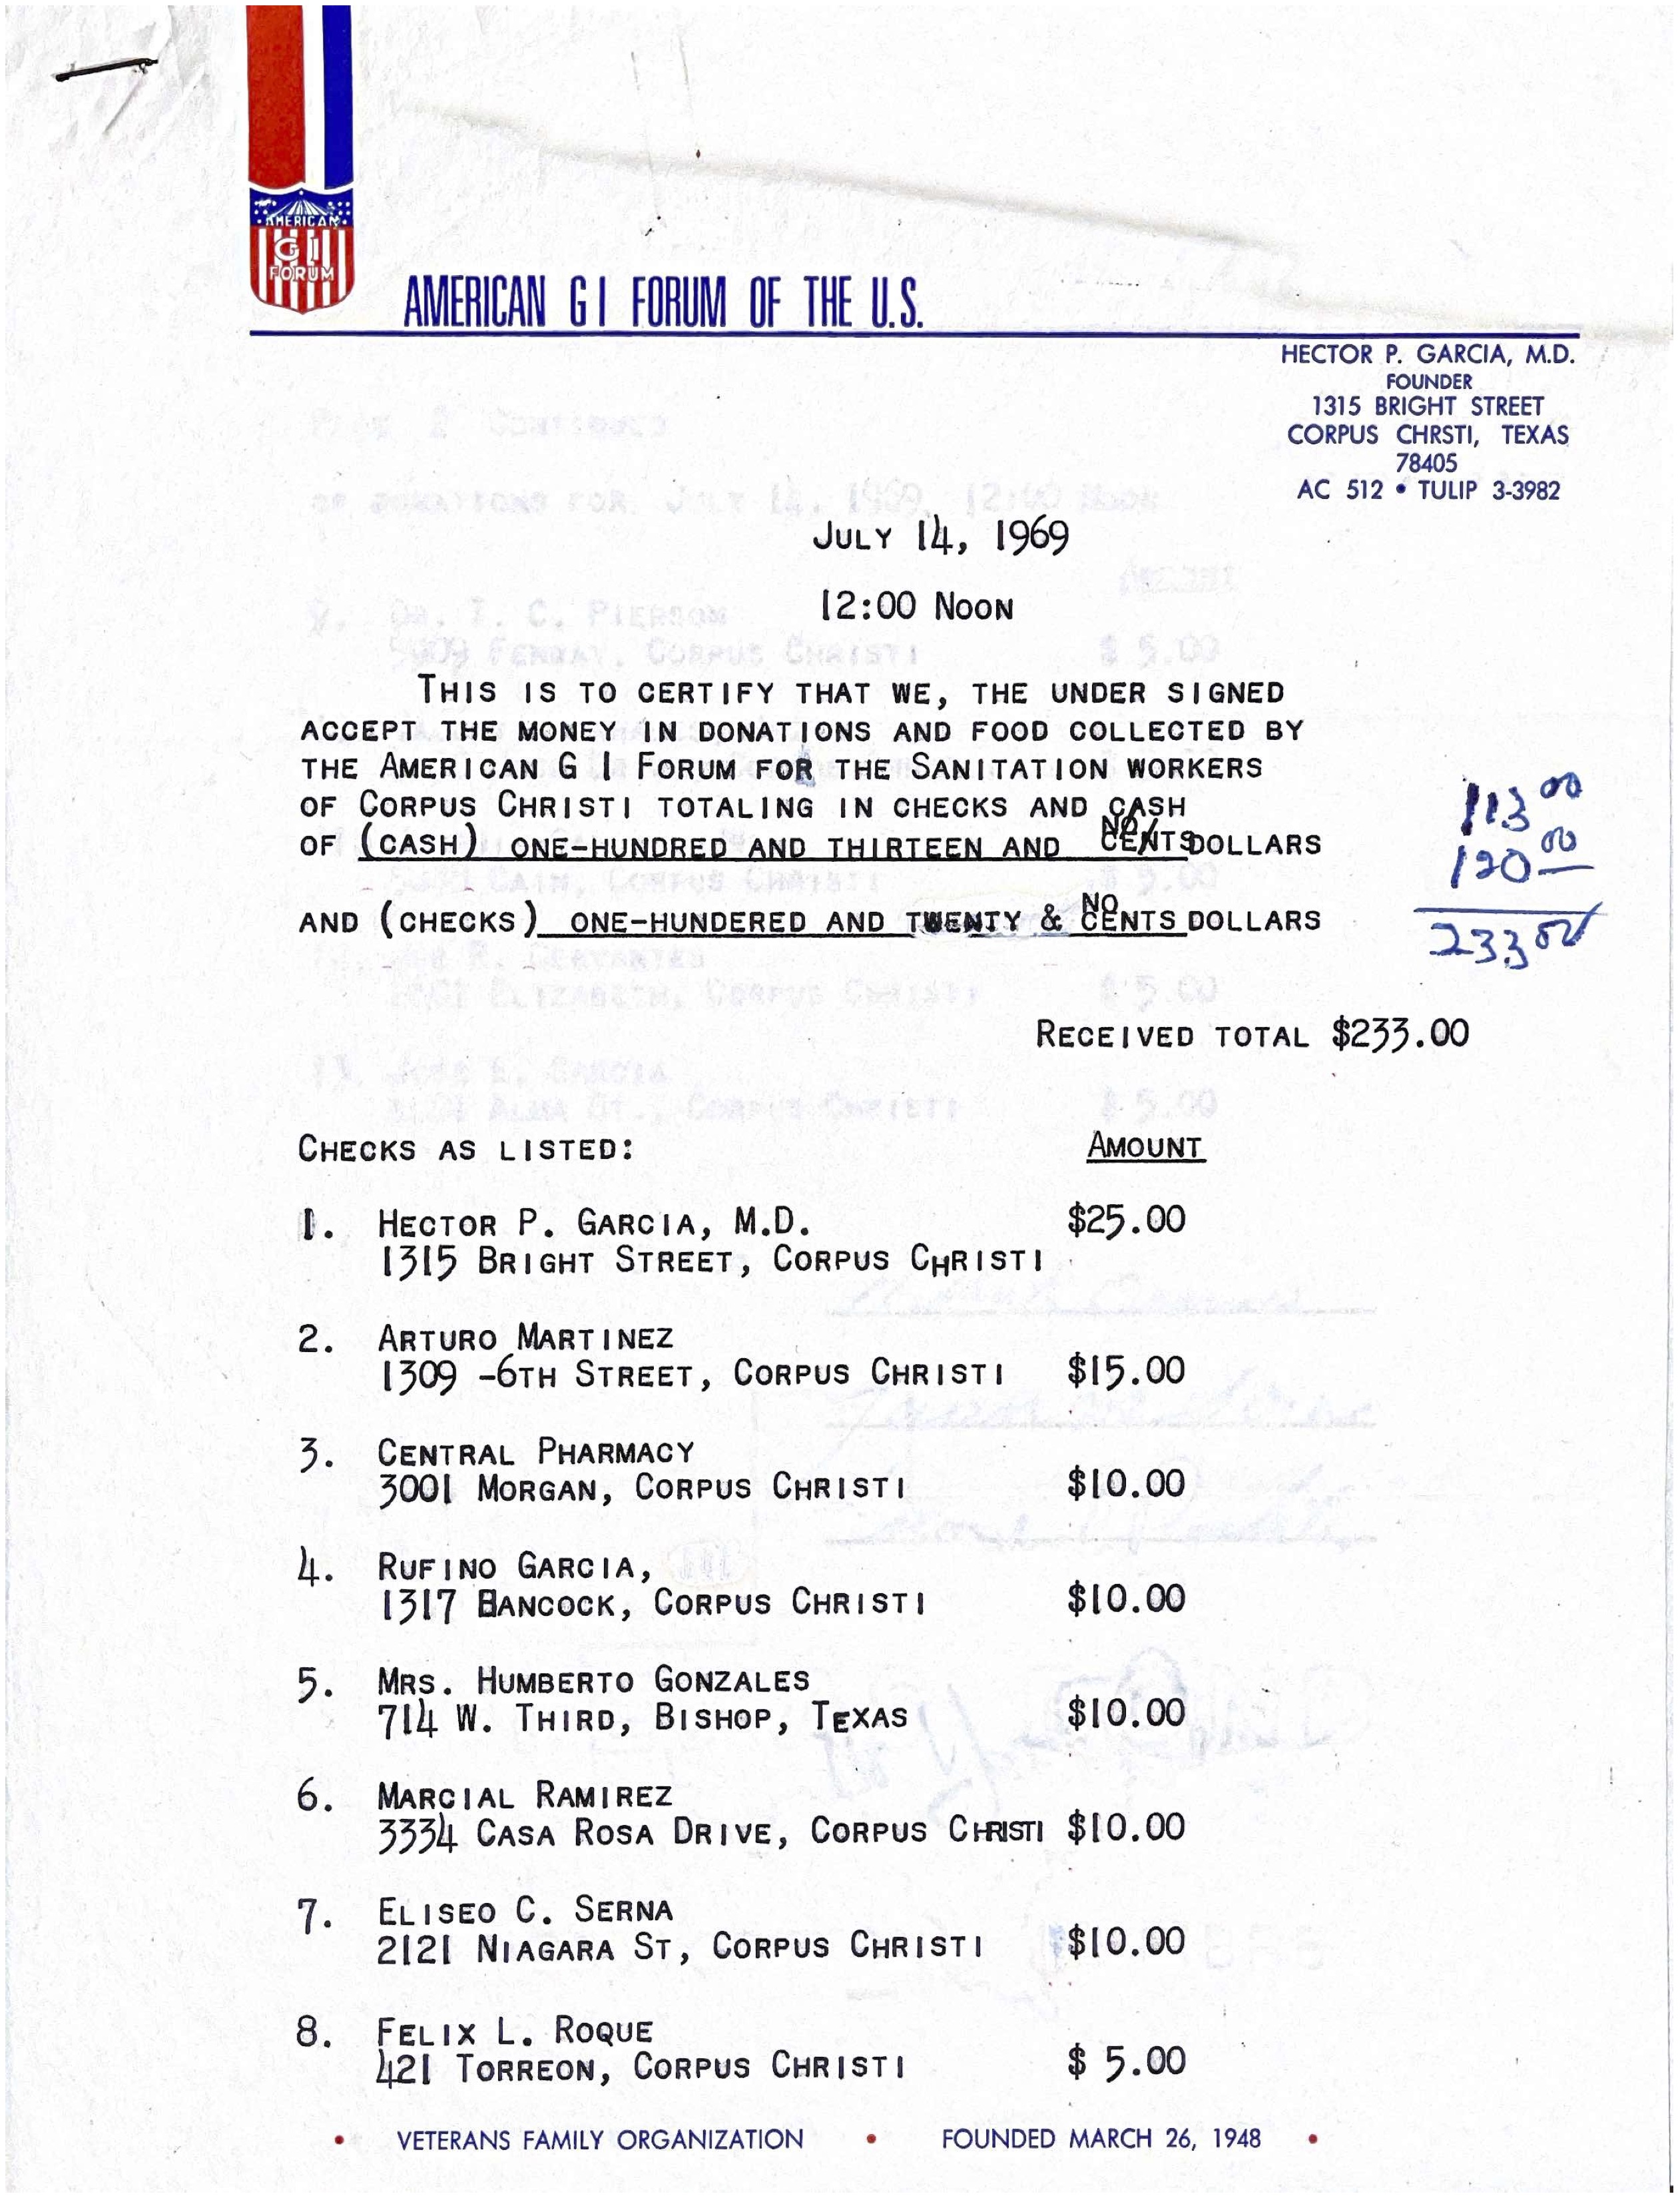 AMERICAN
GI
FORUM
AMERICAN G I FORUM OF THE U.S.
HECTOR P. GARCIA, M.D.
FOUNDER
1315 BRIGHT STREET
CORPUS CHRSTI, TEXAS
78405
AC 512 • TULIP 3-3982
JULY 14, 1969
12:00 NOON
THIS IS TO CERTIFY THAT WE, THE UNDER SIGNED
ACCEPT THE MONEY IN DONATIONS AND FOOD COLLECTED BY
THE AMERICAN G I FORUM FOR THE SANITATION WORKERS
OF CORPUS CHRISTI TOTALING IN CHECKS AND CASH
OF (CASH) ONE-HUNDRED AND THIRTEEN AND NO/CENTS DOLLARS
AND (CHECKS) ONE-HUNDERED AND TWENTY & NO CENTS DOLLARS
113 00
120 00
233 00
RECEIVED TOTAL $233.00
CHECKS AS LISTED: AMOUNT
1. HECTOR P. GARCIA, M.D. $25.00
1315 BRIGHT STREET, CORPUS CHRISTI
2. ARTURO MARTINEZ
1309 -6TH STREET, CORPUS CHRISTI $15.00
3. CENTRAL PHARMACY
3001 MORGAN, CORPUS CHRISTI $10.00
4. RUFINO GARCIA,
1317 HANCOCK, CORPUS CHRISTI $10.00
5. MRS. HUMBERTO GONZALES
714 W. THIRD, BISHOP, TEXAS $10.00
6. MARCIAL RAMIREZ
3334 CASA ROSA DRIVE, CORPUS CHRISTI $10.00
7. ELISEO C. SERNA
2121 NIAGARA ST, CORPUS CHRISTI $10.00
8. FELIX L. ROQUE
421 TORREON, CORPUS CHRISTI $ 5.00
• VETERANS FAMILY ORGANIZATION • FOUNDED MARCH 26, 1948 •